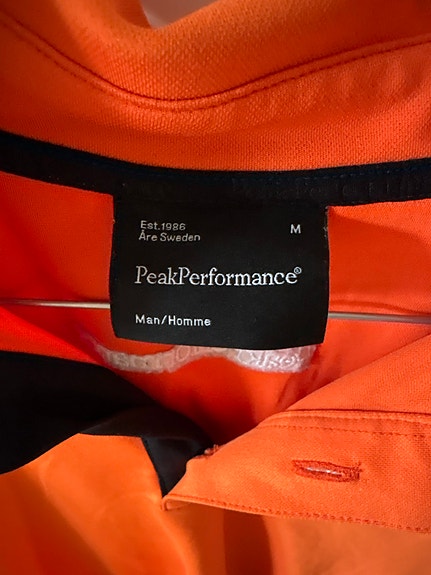 Est.1986 M
Åre Sweden
PeakPerformance®
Man/Homme